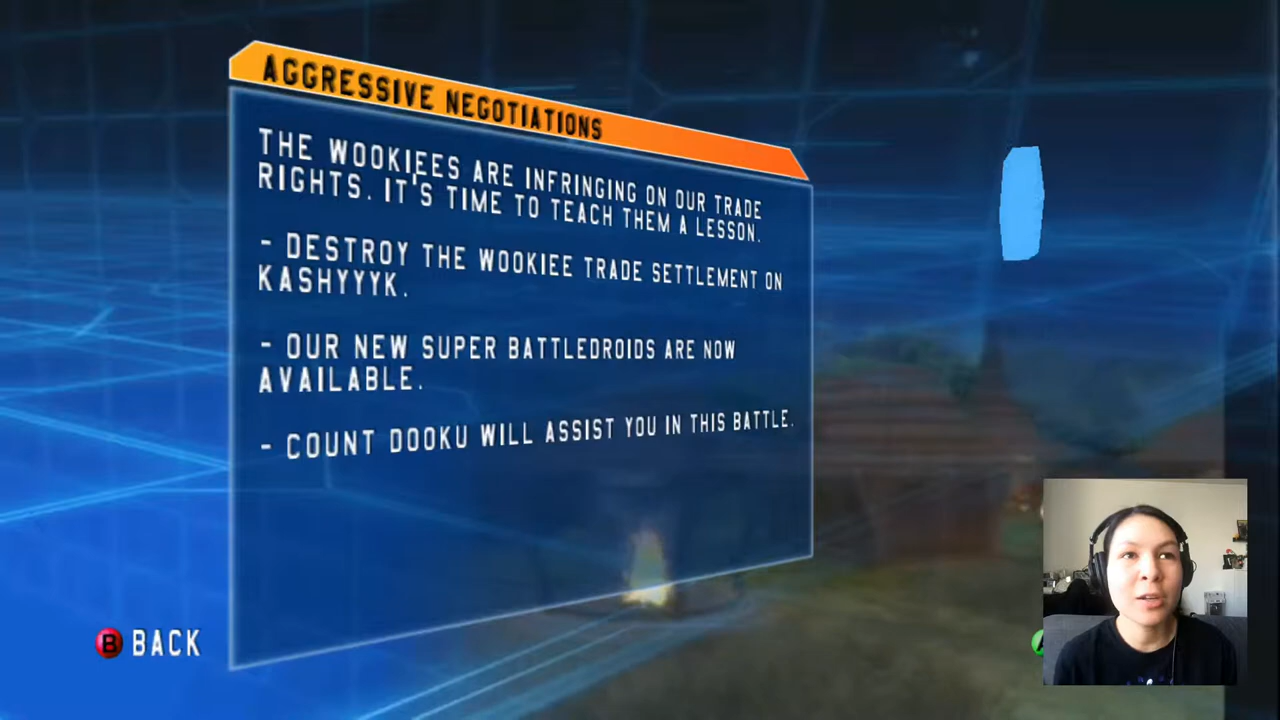 AGGRESSIVE NEGOTIATIONS
THE WOOKIEES ARE INFRINGING ON OUR TRADE
RIGHTS. IT'S TIME TO TEACH THEM A LESSON.
- DESTROY THE WOOKIEE TRADE SETTLEMENT ON
KASHYYYK.
- OUR NEW SUPER BATTLEDROIDS ARE NOW
AVAILABLE.
- COUNT DOOKU WILL ASSIST YOU IN THIS BATTLE.
B BACK